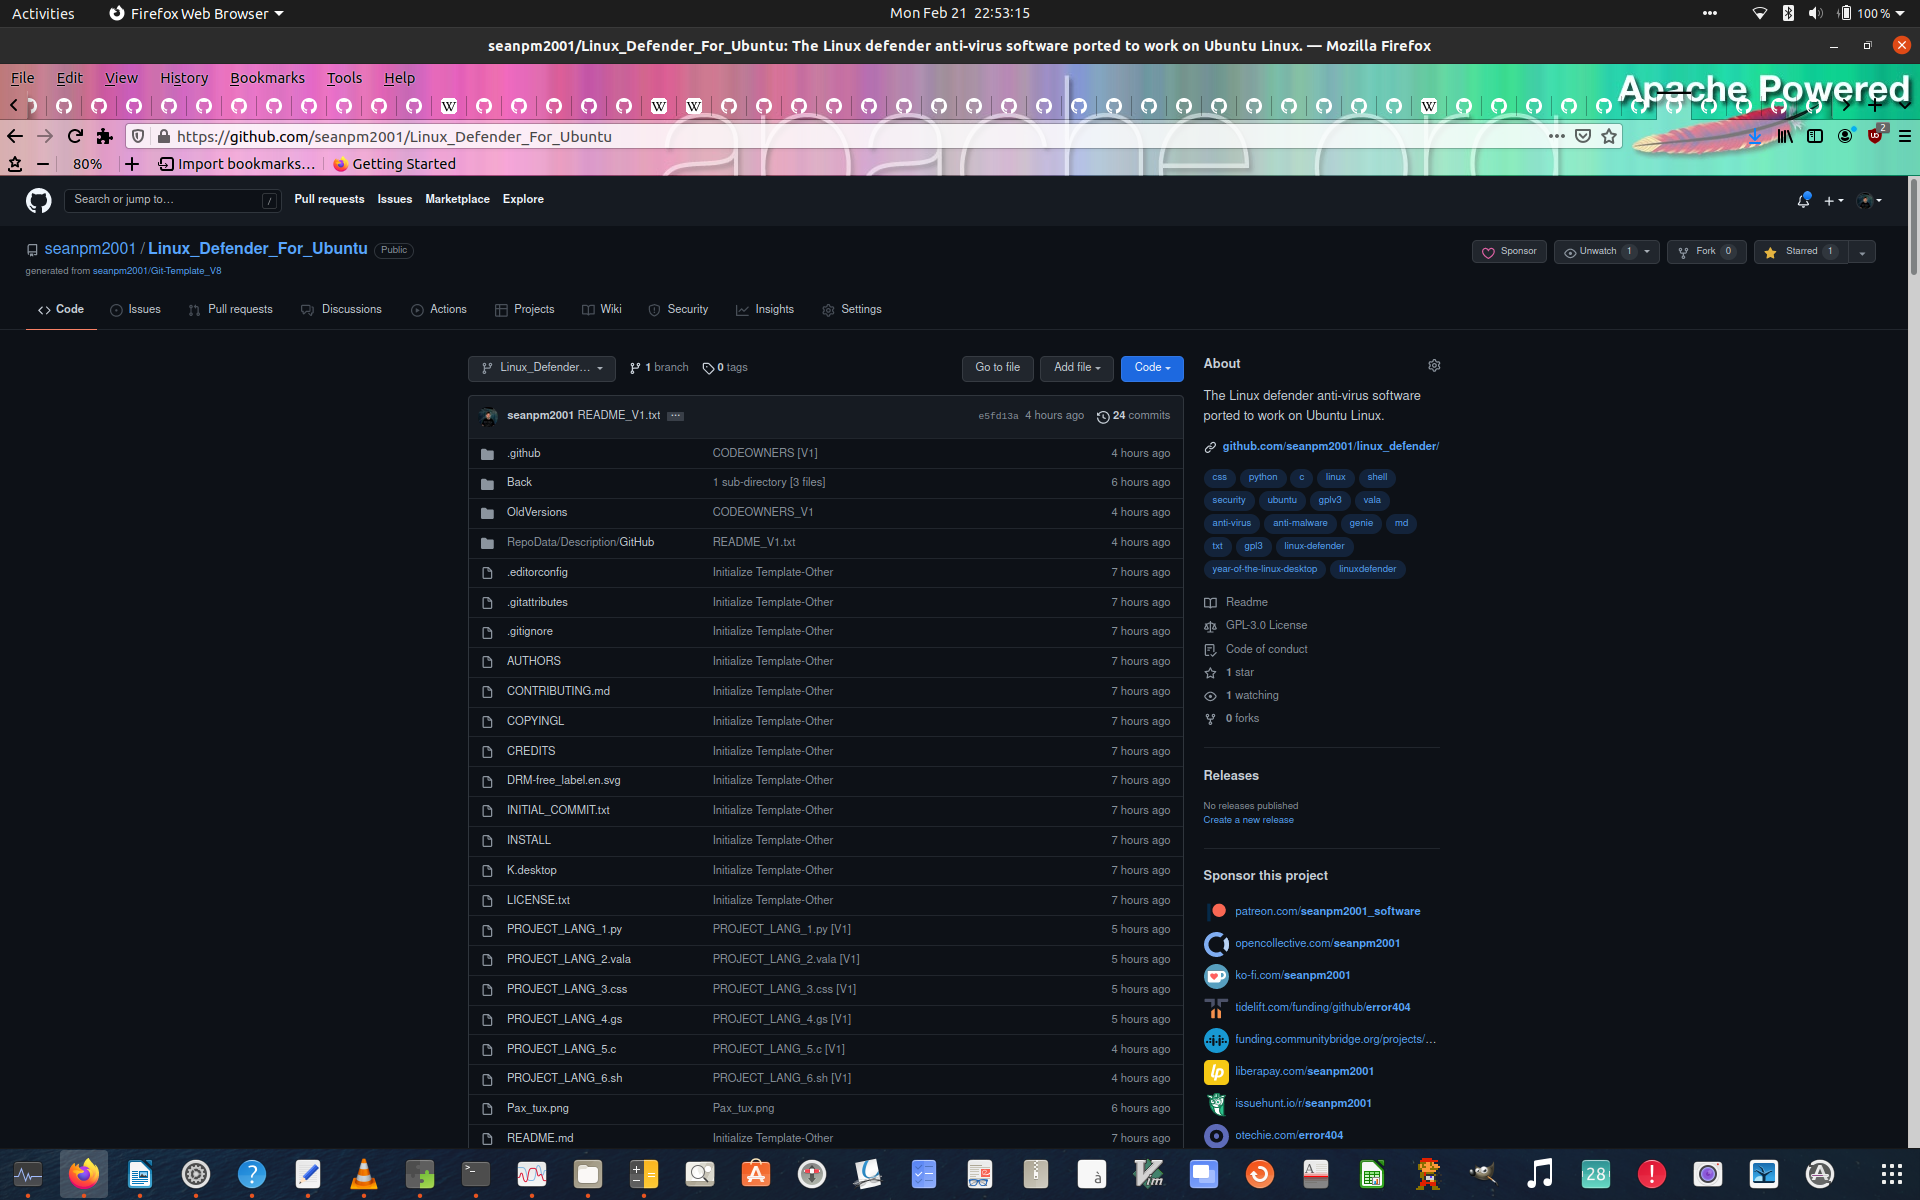 Activities Firefox Web Browser Mon Feb 21 22:53:15 100 %
seanpm2001/Linux_Defender_For_Ubuntu: The Linux defender anti-virus software ported to work on Ubuntu Linux. — Mozilla Firefox
File Edit View History Bookmarks Tools Help
Apache Powered
https://github.com/seanpm2001/Linux_Defender_For_Ubuntu
2
80% Import bookmarks… Getting Started
Search or jump to… / Pull requests Issues Marketplace Explore
seanpm2001 / Linux_Defender_For_Ubuntu Public
Sponsor Unwatch 1 Fork 0 Starred 1
generated from seanpm2001/Git-Template_V8
Code Issues Pull requests Discussions Actions Projects Wiki Security Insights Settings
Linux_Defender… 1 branch 0 tags Go to file Add file Code
seanpm2001 README_V1.txt e5fd13a 4 hours ago 24 commits
.github CODEOWNERS [V1] 4 hours ago
Back 1 sub-directory [3 files] 6 hours ago
OldVersions CODEOWNERS_V1 4 hours ago
RepoData/Description/GitHub README_V1.txt 4 hours ago
.editorconfig Initialize Template-Other 7 hours ago
.gitattributes Initialize Template-Other 7 hours ago
.gitignore Initialize Template-Other 7 hours ago
AUTHORS Initialize Template-Other 7 hours ago
CONTRIBUTING.md Initialize Template-Other 7 hours ago
COPYINGL Initialize Template-Other 7 hours ago
CREDITS Initialize Template-Other 7 hours ago
DRM-free_label.en.svg Initialize Template-Other 7 hours ago
INITIAL_COMMIT.txt Initialize Template-Other 7 hours ago
INSTALL Initialize Template-Other 7 hours ago
K.desktop Initialize Template-Other 7 hours ago
LICENSE.txt Initialize Template-Other 7 hours ago
PROJECT_LANG_1.py PROJECT_LANG_1.py [V1] 5 hours ago
PROJECT_LANG_2.vala PROJECT_LANG_2.vala [V1] 5 hours ago
PROJECT_LANG_3.css PROJECT_LANG_3.css [V1] 5 hours ago
PROJECT_LANG_4.gs PROJECT_LANG_4.gs [V1] 5 hours ago
PROJECT_LANG_5.c PROJECT_LANG_5.c [V1] 4 hours ago
PROJECT_LANG_6.sh PROJECT_LANG_6.sh [V1] 4 hours ago
Pax_tux.png Pax_tux.png 6 hours ago
README.md Initialize Template-Other 7 hours ago
About
The Linux defender anti-virus software
ported to work on Ubuntu Linux.
github.com/seanpm2001/linux_defender/
css python c linux shell
security ubuntu gplv3 vala
anti-virus anti-malware genie md
txt gpl3 linux-defender
year-of-the-linux-desktop linuxdefender
Readme
GPL-3.0 License
Code of conduct
1 star
1 watching
0 forks
Releases
No releases published
Create a new release
Sponsor this project
patreon.com/seanpm2001_software
opencollective.com/seanpm2001
ko-fi.com/seanpm2001
tidelift.com/funding/github/error404
funding.communitybridge.org/projects/…
liberapay.com/seanpm2001
issuehunt.io/r/seanpm2001
otechie.com/error404
28